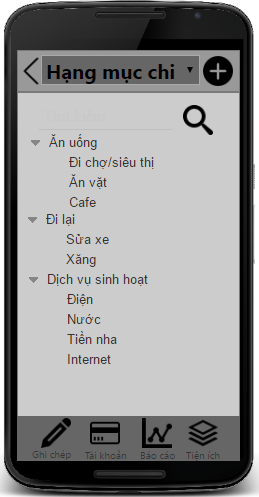 Hạng mục chi
Ăn uống
Đi chợ/siêu thị
Ăn vặt
Cafe
Đi lại
Sửa xe
Xăng
Dịch vụ sinh hoạt
Điện
Nước
Tiền nha
Internet
Ghi chép Tài khoản Báo cáo Tiện ích